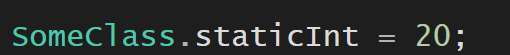 SomeClass.staticInt = 20;